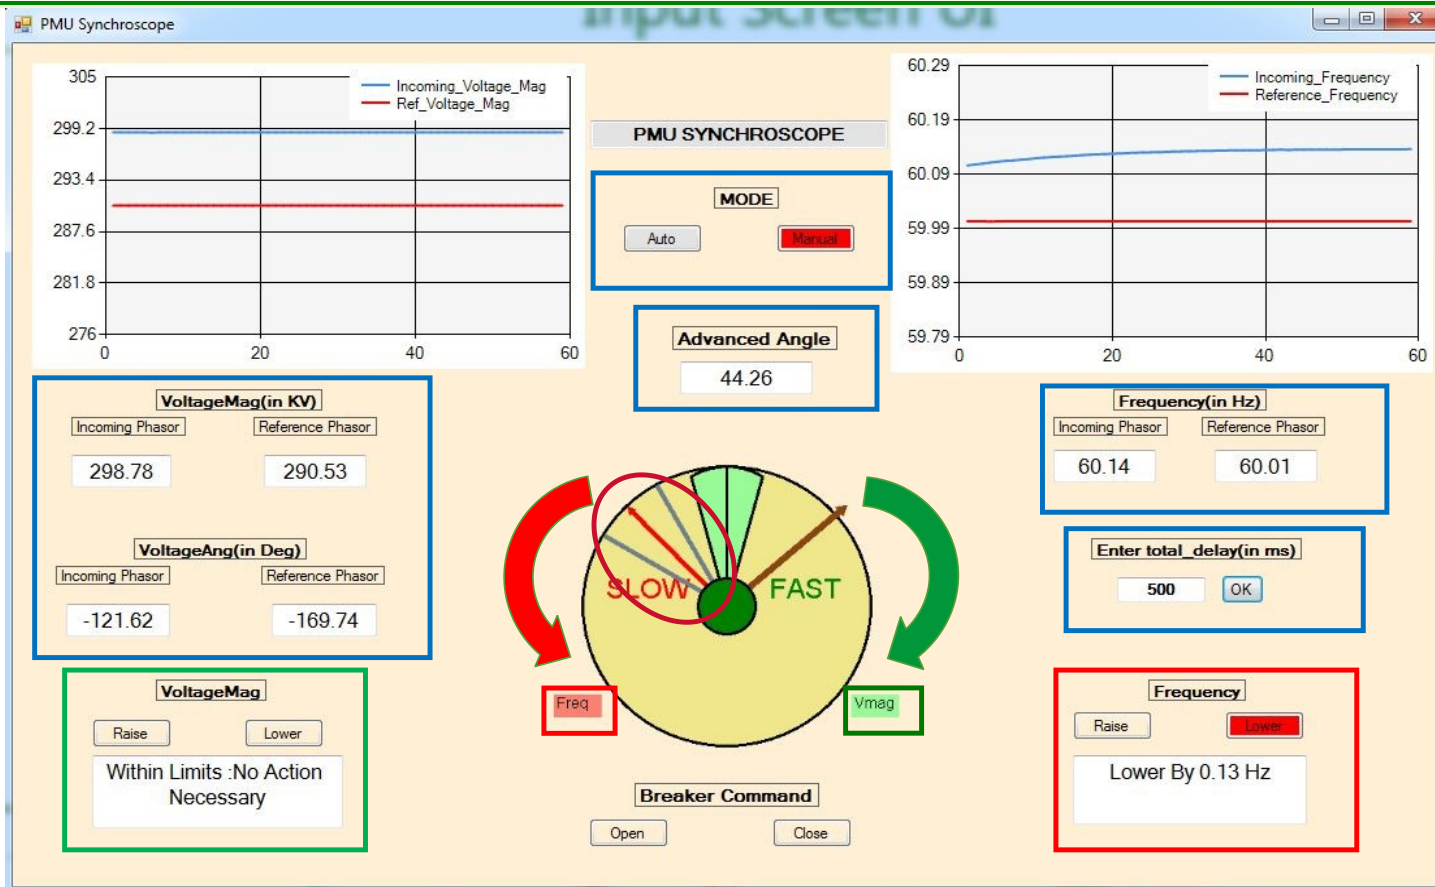 Input Screen UI
PMU Synchroscope
305
299.2
293.4
287.6
281.8
276
0
20
40
60
Incoming_Voltage_Mag
Ref_Voltage_Mag
PMU SYNCHROSCOPE
MODE
Auto
Manual
Advanced Angle
44.26
60.29
60.19
60.09
59.99
59.89
59.79
0
20
40
60
Incoming_Frequency
Reference_Frequency
VoltageMag(in KV)
Incoming Phasor
Reference Phasor
298.78
290.53
VoltageAng(in Deg)
Incoming Phasor
Reference Phasor
-121.62
-169.74
Frequency(in Hz)
Incoming Phasor
Reference Phasor
60.14
60.01
Enter total_delay(in ms)
500
OK
SLOW
FAST
Freq
Vmag
VoltageMag
Raise
Lower
Within Limits :No Action
Necessary
Breaker Command
Open
Close
Frequency
Raise
Lower
Lower By 0.13 Hz